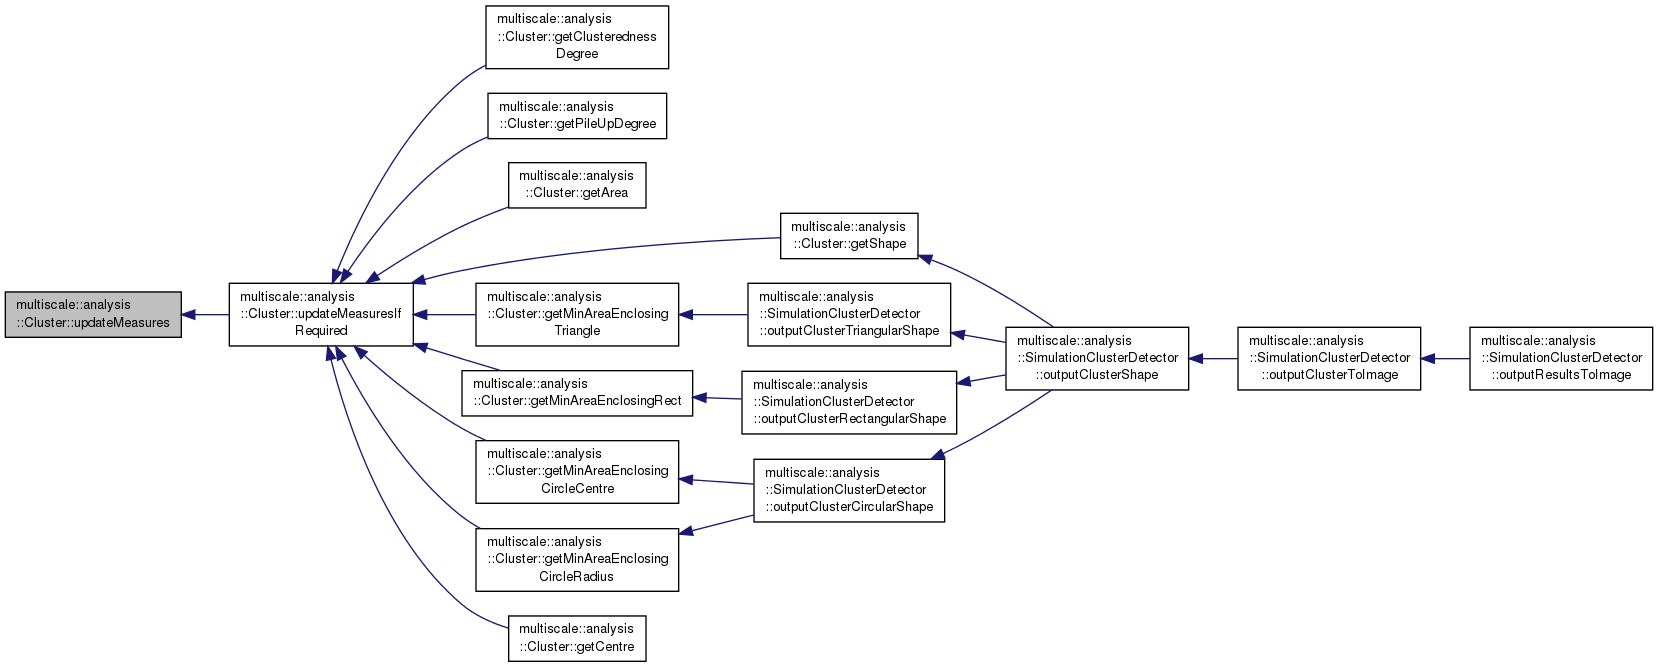 multiscale::analysis
::Cluster::updateMeasures
multiscale::analysis
::Cluster::updateMeasuresIf
Required
multiscale::analysis
::Cluster::getClusteredness
Degree
multiscale::analysis
::Cluster::getPileUpDegree
multiscale::analysis
::Cluster::getArea
multiscale::analysis
::Cluster::getShape
multiscale::analysis
::Cluster::getMinAreaEnclosing
Triangle
multiscale::analysis
::Cluster::getMinAreaEnclosingRect
multiscale::analysis
::Cluster::getMinAreaEnclosing
CircleCentre
multiscale::analysis
::Cluster::getMinAreaEnclosing
CircleRadius
multiscale::analysis
::Cluster::getCentre
multiscale::analysis
::SimulationClusterDetector
::outputClusterTriangularShape
multiscale::analysis
::SimulationClusterDetector
::outputClusterRectangularShape
multiscale::analysis
::SimulationClusterDetector
::outputClusterCircularShape
multiscale::analysis
::SimulationClusterDetector
::outputClusterShape
multiscale::analysis
::SimulationClusterDetector
::outputClusterToImage
multiscale::analysis
::SimulationClusterDetector
::outputResultsToImage